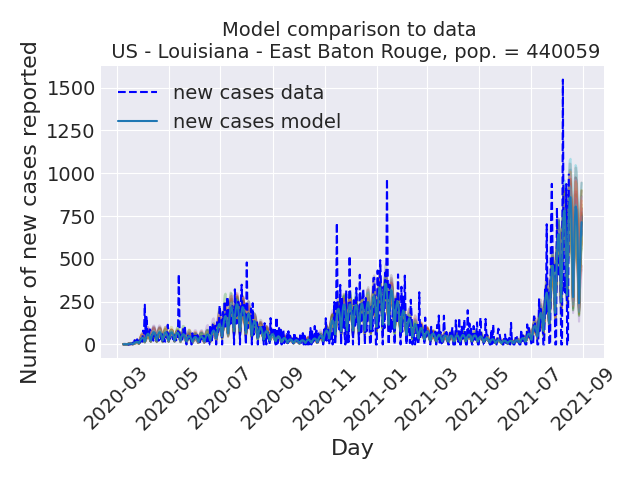 Model comparison to data
US - Louisiana - East Baton Rouge, pop. = 440059
Number of new cases reported
1500
1250
1000
750
500
250
0
new cases data
new cases model
2020-03
2020-05
2020-07
2020-09
2020-11
2021-01
2021-03
2021-05
2021-07
2021-09
Day